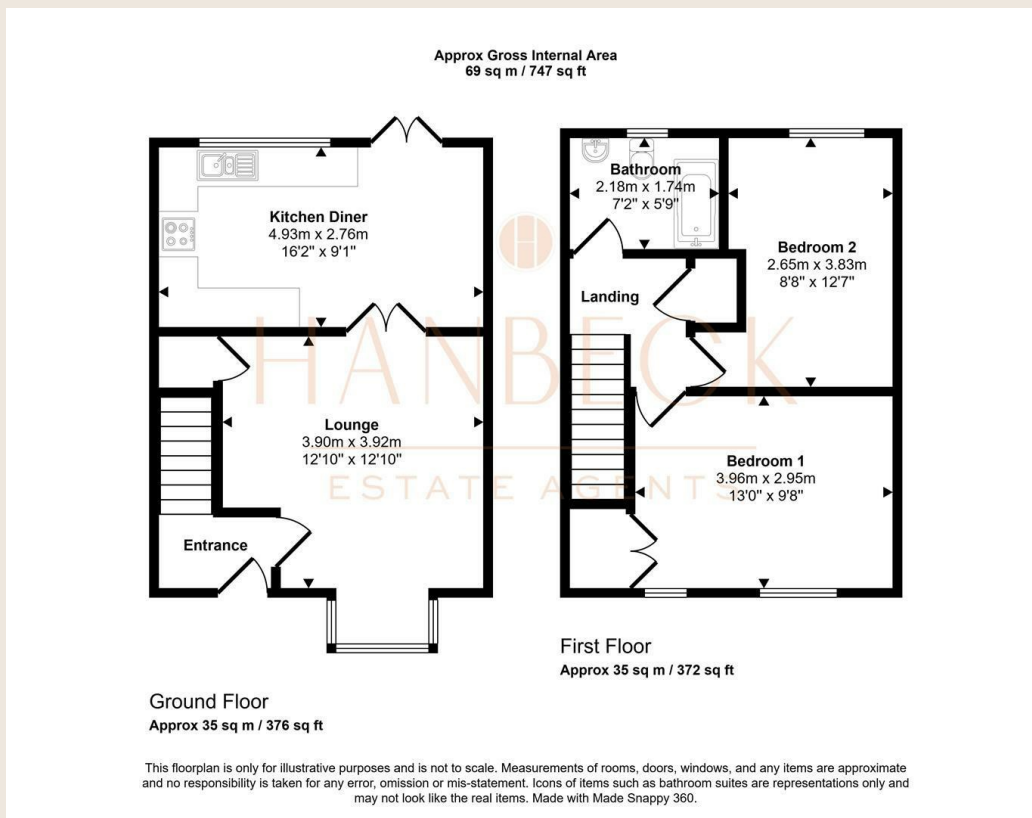 Approx Gross Internal Area
69 sq m / 747 sq ft
Kitchen Diner
4.93m x 2.76m
16'2" x 9'1"
Lounge
3.90m x 3.92m
12'10" x 12'10"
Entrance
Ground Floor
Approx 35 sq m / 376 sq ft
Bathroom
2.18m x 1.74m
7'2" x 5'9"
Bedroom 2
2.65m x 3.83m
8'8" x 12'7"
Landing
Bedroom 1
3.96m x 2.95m
13'0" x 9'8"
First Floor
Approx 35 sq m / 372 sq ft
HANBECK
ESTATE AGENTS
This floorplan is only for illustrative purposes and is not to scale. Measurements of rooms, doors, windows, and any items are approximate
and no responsibility is taken for any error, omission or mis-statement. Icons of items such as bathroom suites are representations only and
may not look like the real items. Made with Made Snappy 360.